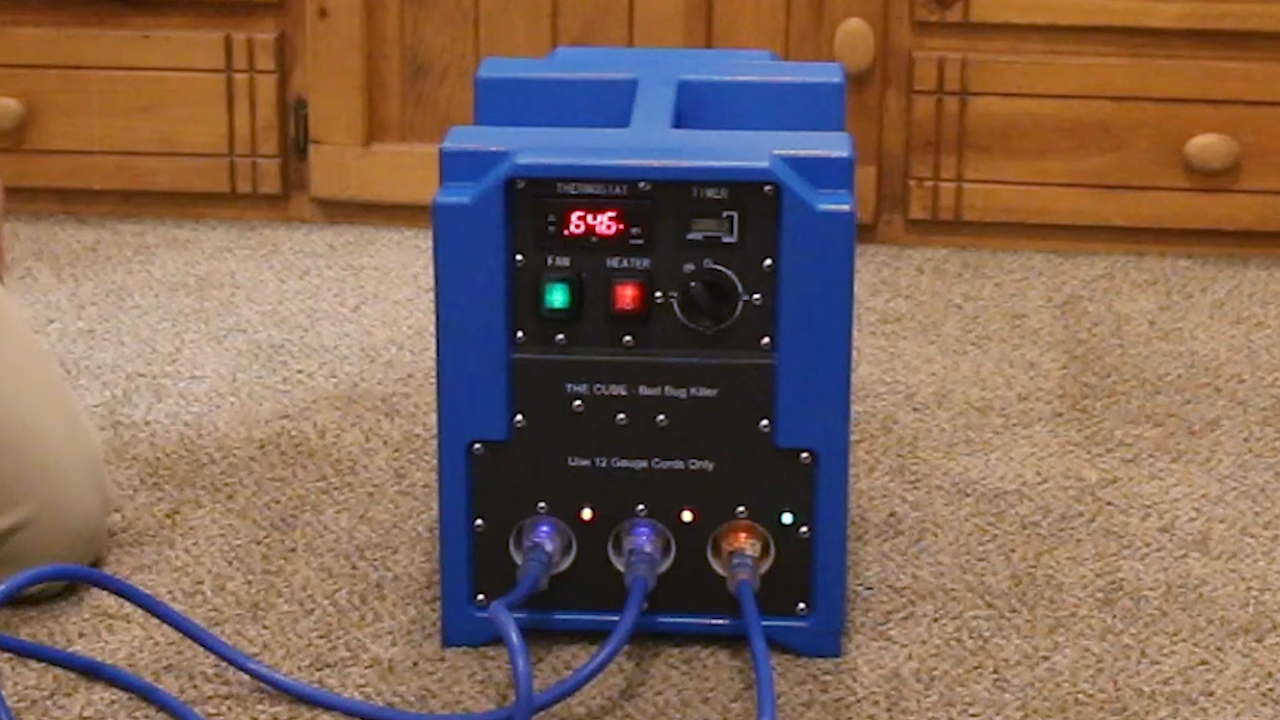 THERMOSTAT
TIMER
64.6
FAN
HEATER
THE CUBE - Bed Bug Killer
Use 12 Gauge Cords Only